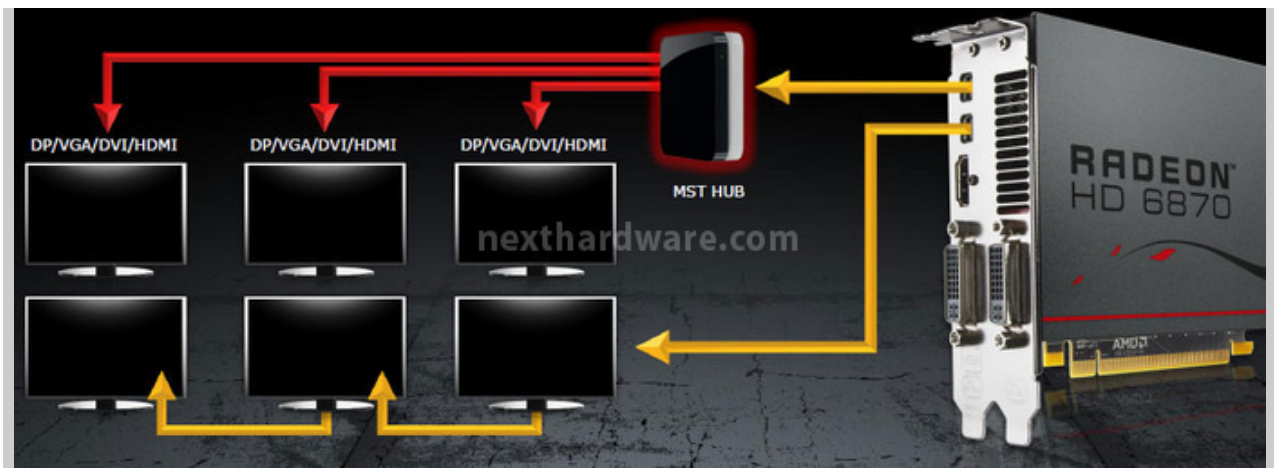 DP/VGA/DVI/HDMI
DP/VGA/DVI/HDMI
DP/VGA/DVI/HDMI
MST HUB
RADEON™
HD 6870
nexthardware.com
AMD